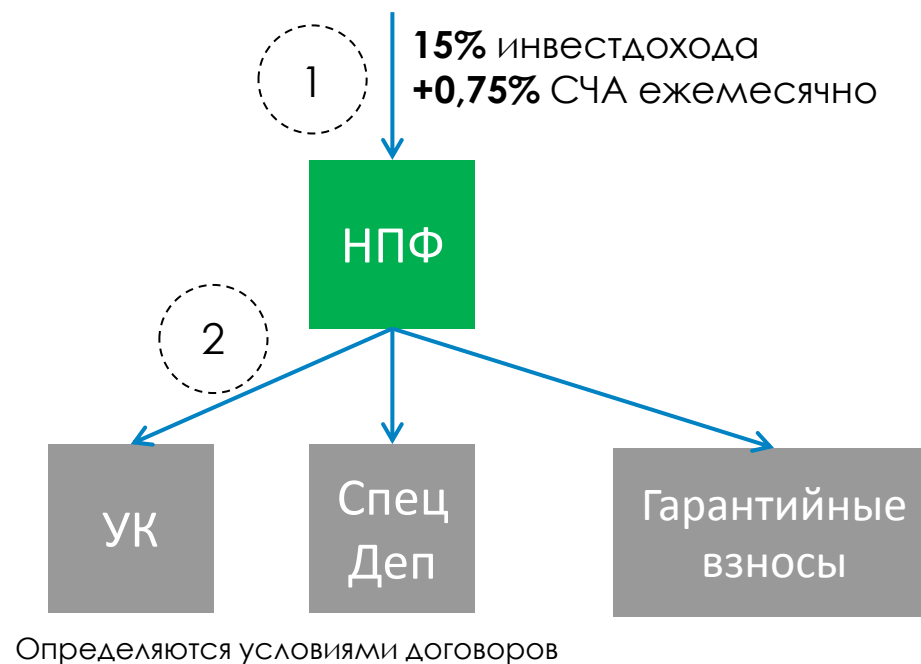 1
15% инвестдохода
+0,75% СЧА ежемесячно
НПФ
2
УК
Спец
Деп
Гарантийные
взносы
Определяются условиями договоров